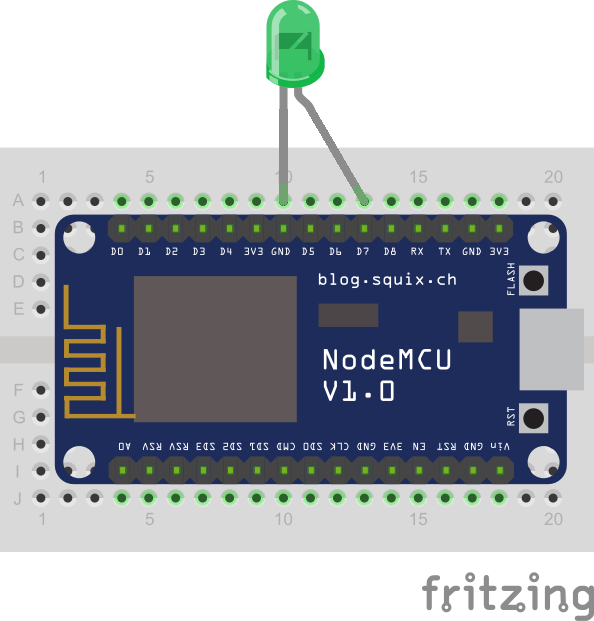 1 5 10 15 20
A
B
D0 D1 D2 D3 D4 3V3 GND D5 D6 D7 D8 RX TX GND 3V3
C
blog.squix.ch
FLASH
D
E
NodeMCU
V1.0
F
G
RST
H
A0 RSV RSV SD3 SD2 SD1 CMD SD0 CLK GND 3V3 EN RST GND Vin
I
J
1 5 10 15 20
fritzing